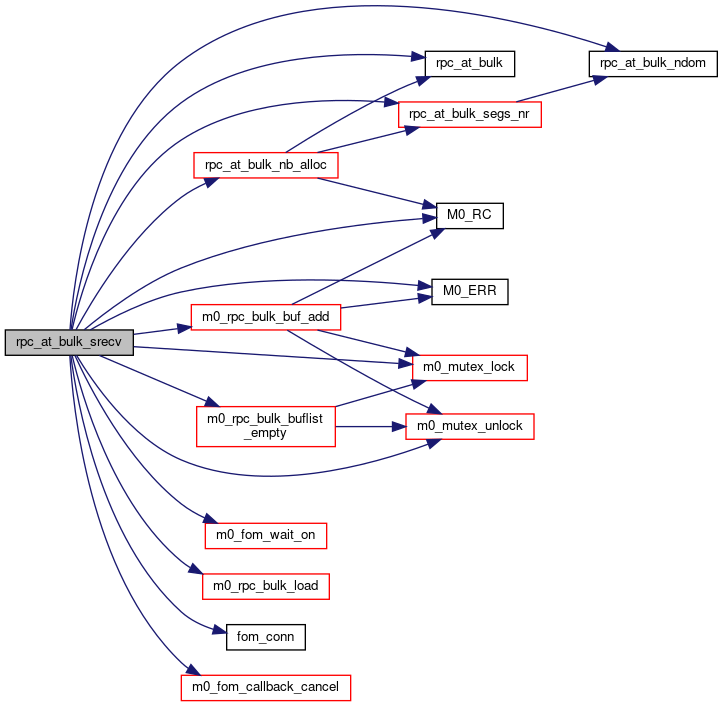 rpc_at_bulk
rpc_at_bulk_ndom
rpc_at_bulk_segs_nr
rpc_at_bulk_nb_alloc
M0_RC
M0_ERR
m0_rpc_bulk_buf_add
rpc_at_bulk_srecv
m0_mutex_lock
m0_rpc_bulk_buflist
_empty
m0_mutex_unlock
m0_fom_wait_on
m0_rpc_bulk_load
fom_conn
m0_fom_callback_cancel